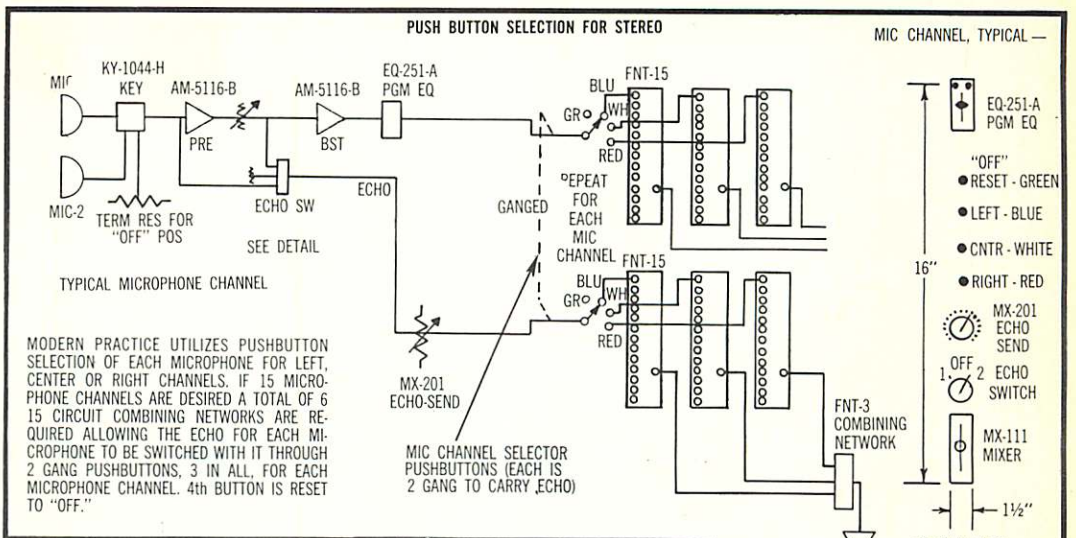 PUSH BUTTON SELECTION FOR STEREO
MIC CHANNEL, TYPICAL —
MIC
KY-1044-H
KEY
AM-5116-B
PRE
AM-5116-B
BST
EQ-251-A
PGM EQ
MIC-2
TERM RES FOR
"OFF" POS
ECHO SW
ECHO
SEE DETAIL
TYPICAL MICROPHONE CHANNEL
GANGED
FNT-15
BLU
GR
WH
RED
REPEAT
FOR
EACH
MIC
CHANNEL
FNT-15
BLU
GR
WH
RED
MX-201
ECHO-SEND
MIC CHANNEL SELECTOR
PUSHBUTTONS (EACH IS
2 GANG TO CARRY ECHO)
FNT-3
COMBINING
NETWORK
MODERN PRACTICE UTILIZES PUSHBUTTON
SELECTION OF EACH MICROPHONE FOR LEFT,
CENTER OR RIGHT CHANNELS. IF 15 MICRO-
PHONE CHANNELS ARE DESIRED A TOTAL OF 6
15 CIRCUIT COMBINING NETWORKS ARE RE-
QUIRED ALLOWING THE ECHO FOR EACH MI-
CROPHONE TO BE SWITCHED WITH IT THROUGH
2 GANG PUSHBUTTONS, 3 IN ALL, FOR EACH
MICROPHONE CHANNEL. 4th BUTTON IS RESET
TO "OFF."
EQ-251-A
PGM EQ
"OFF"
RESET - GREEN
LEFT - BLUE
CNTR - WHITE
RIGHT - RED
16"
MX-201
ECHO
SEND
OFF
1 2 ECHO
SWITCH
MX-111
MIXER
1½"